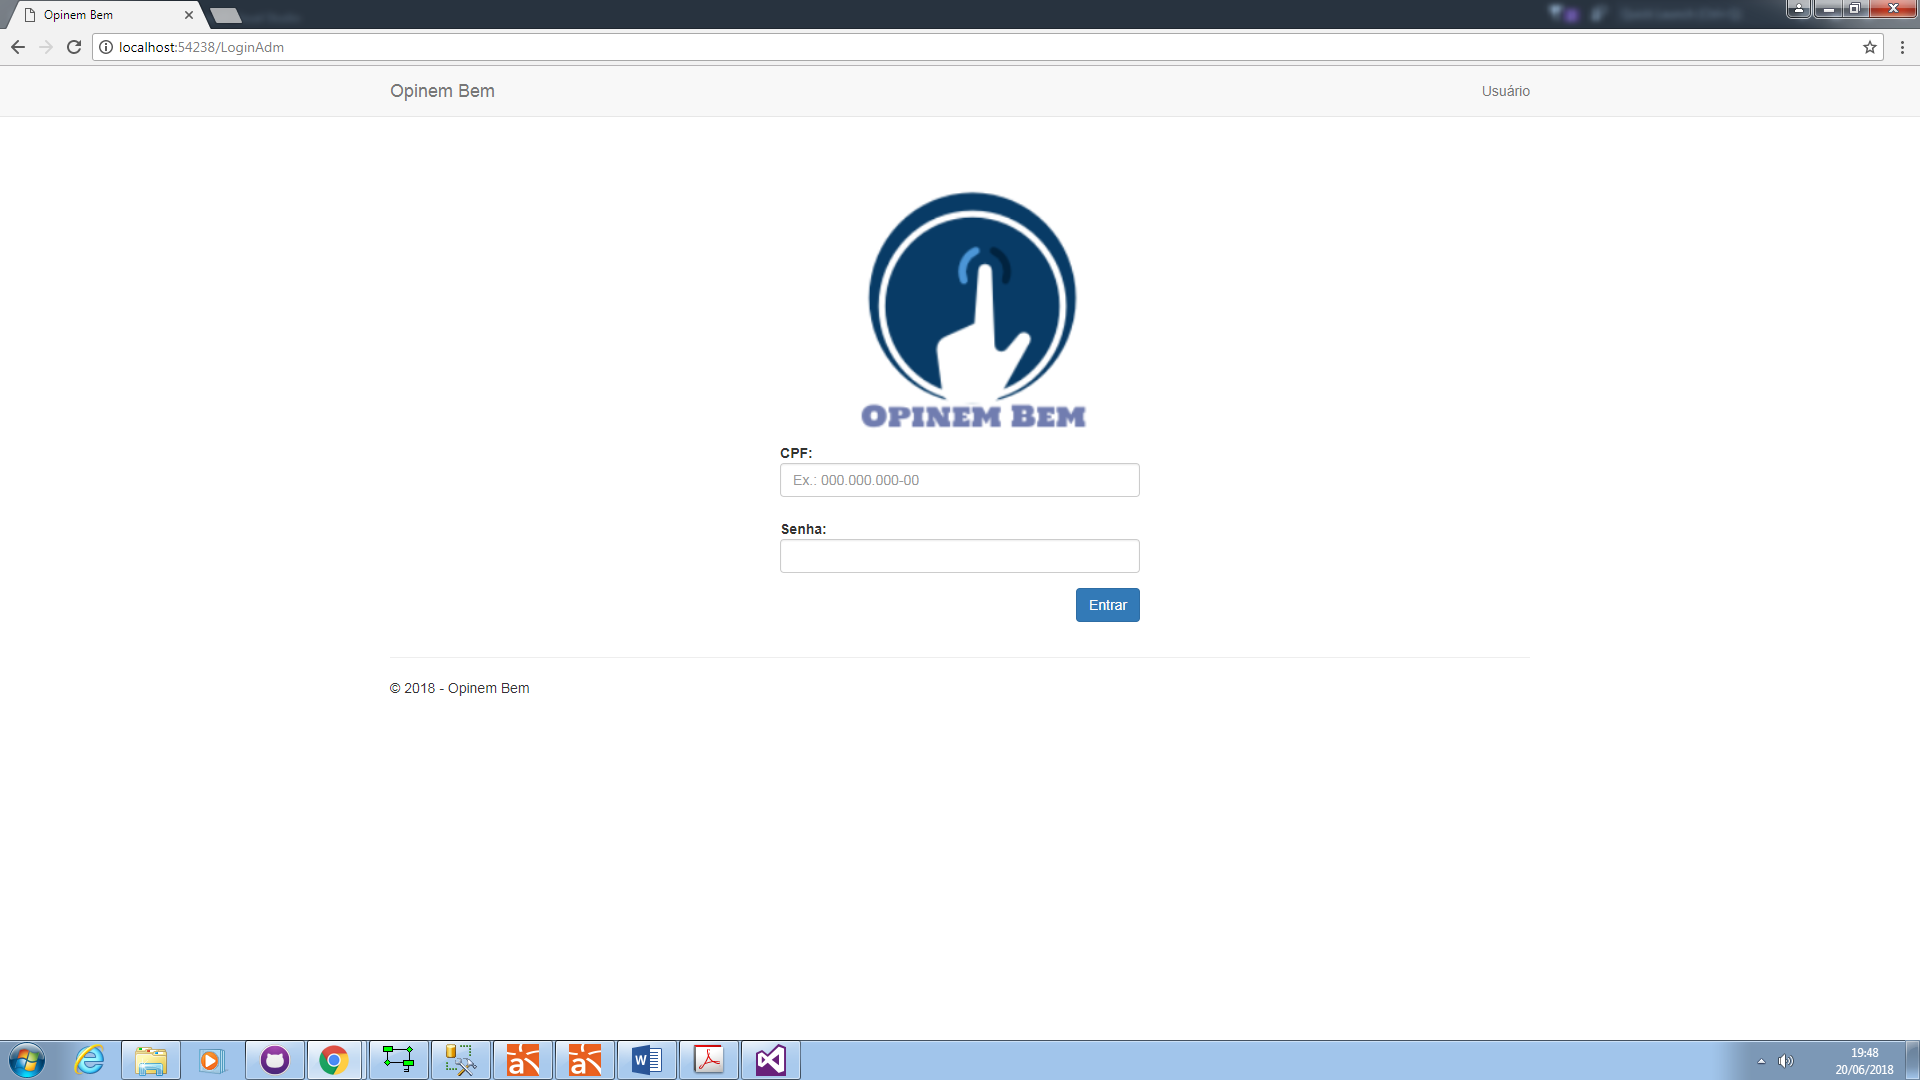 Opinem Bem
localhost:54238/LoginAdm
Opinem Bem
Usuário
OPINEM BEM
CPF:
Ex.: 000.000.000-00
Senha:
Entrar
© 2018 - Opinem Bem
19:48
20/06/2018